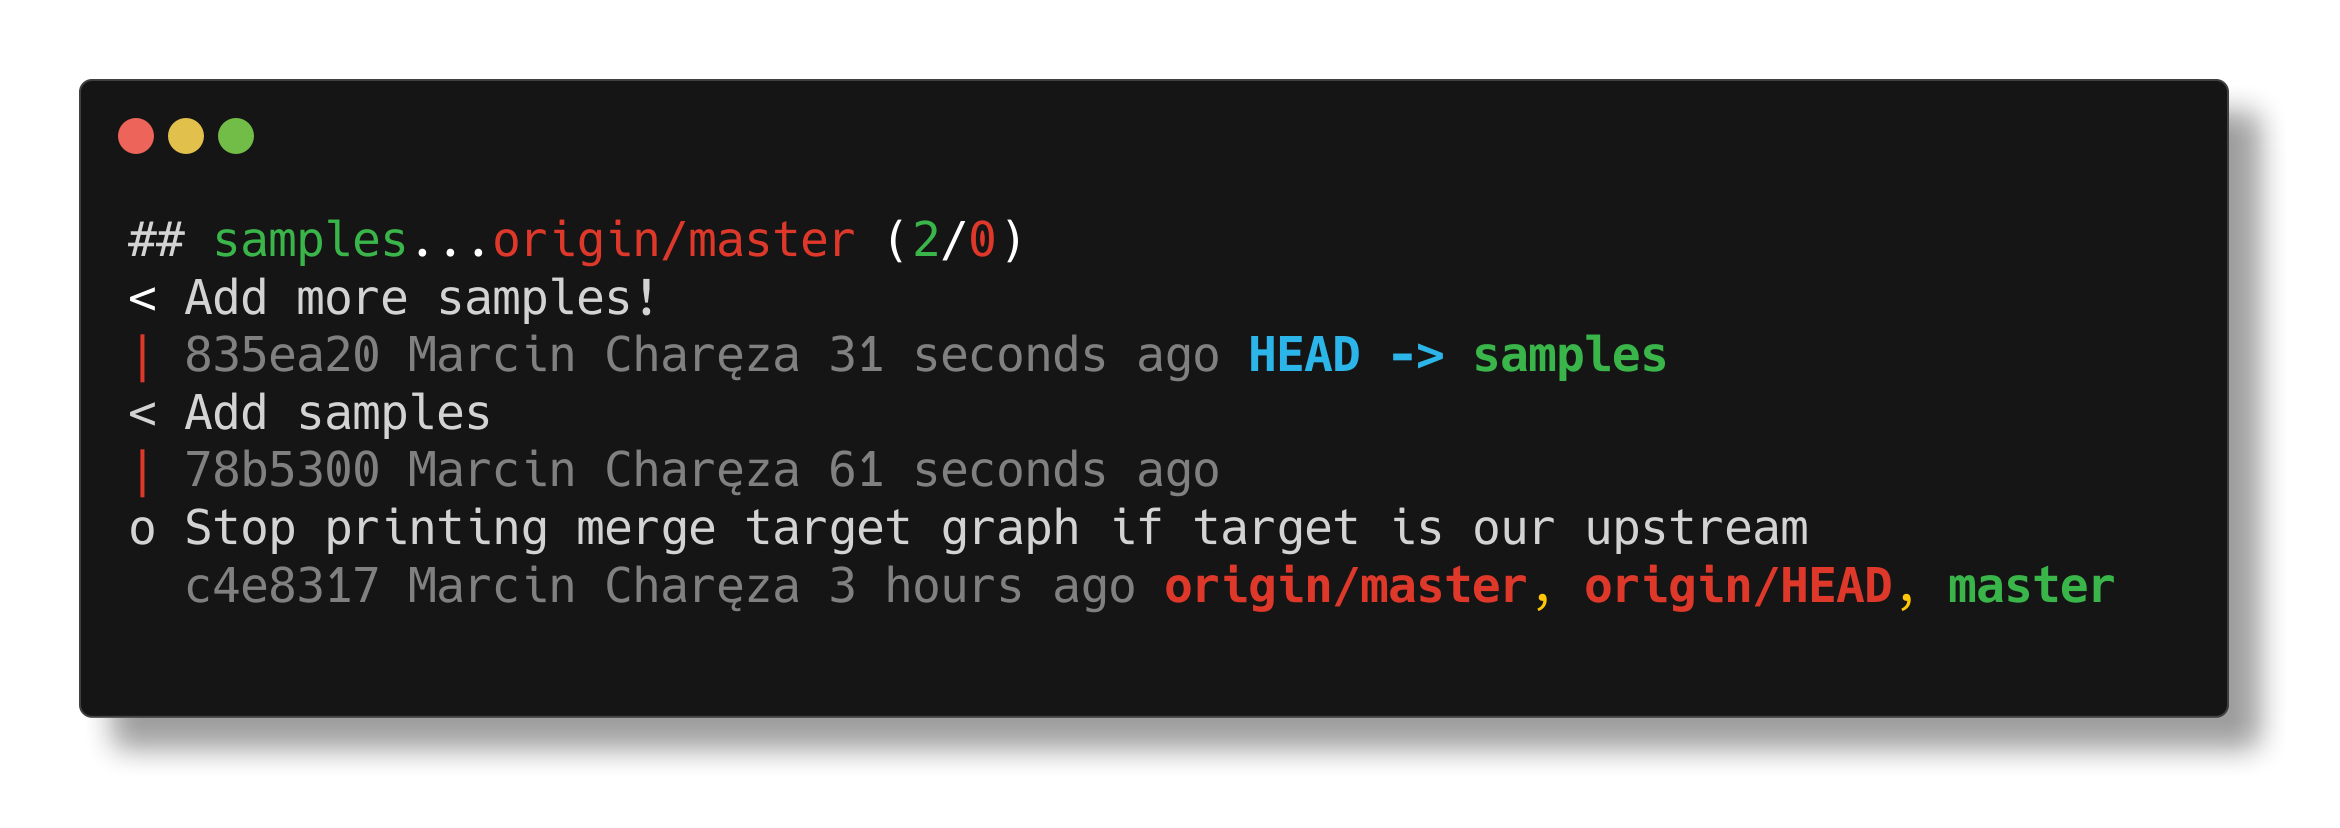 ## samples...origin/master (2/0)
< Add more samples!
| 835ea20 Marcin Charęza 31 seconds ago HEAD -> samples
< Add samples
| 78b5300 Marcin Charęza 61 seconds ago
o Stop printing merge target graph if target is our upstream
  c4e8317 Marcin Charęza 3 hours ago origin/master, origin/HEAD, master